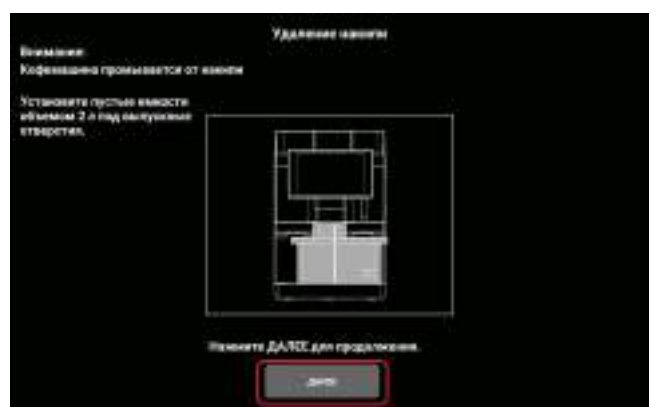 Удаление накипи
Внимание:
Кофемашина промывается от накипи
Установите пустые емкости
объемом 2 л под выпускные
отверстия.
Нажмите ДАЛЕЕ для продолжения.
ДАЛЕЕ